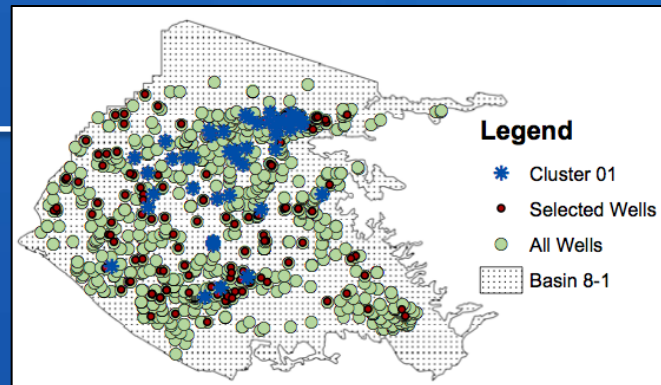 Legend
Cluster 01
Selected Wells
All Wells
Basin 8-1